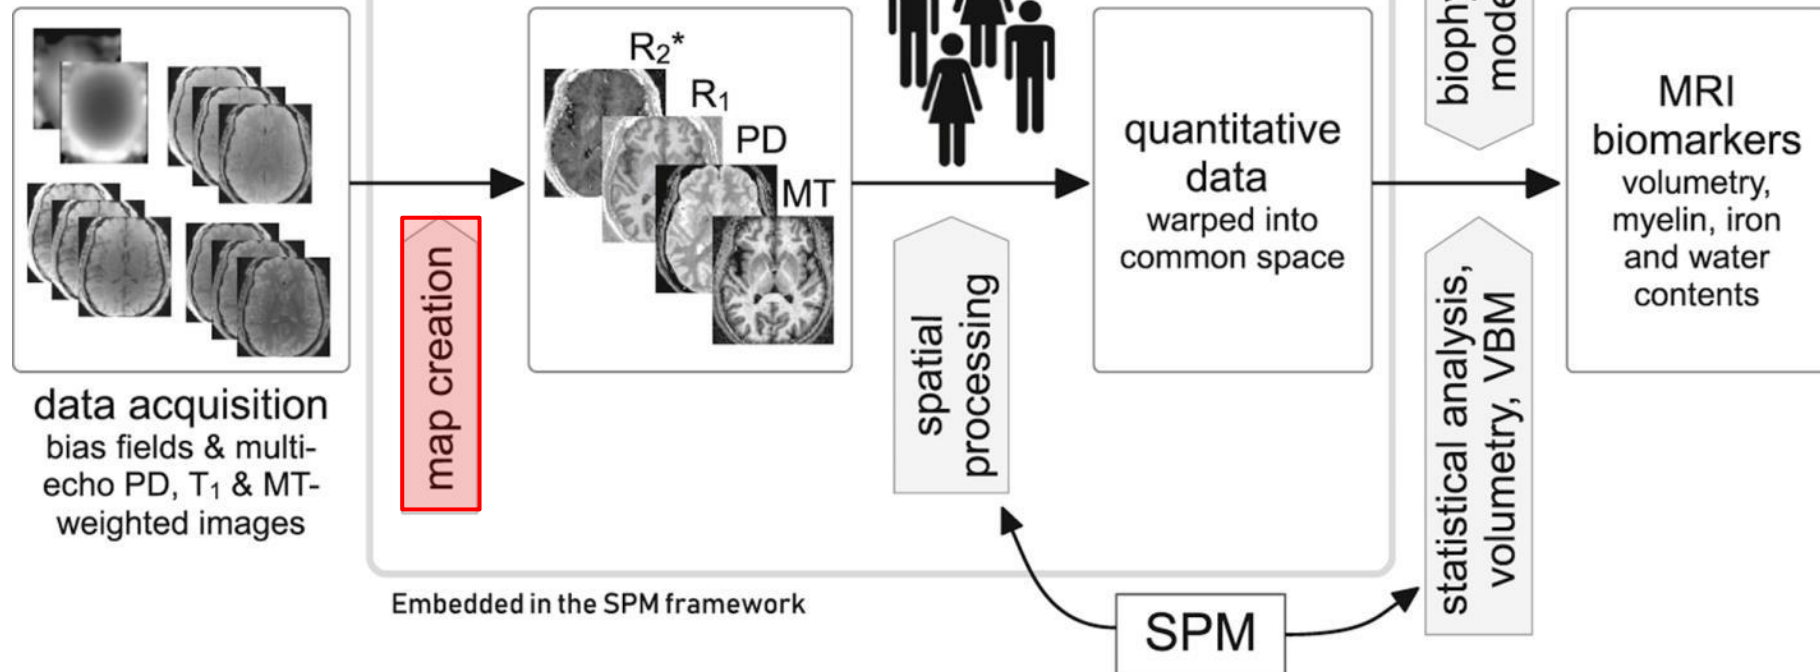 R2*
R1
PD
MT
data acquisition
bias fields & multi-
echo PD, T1 & MT-
weighted images
map creation
spatial
processing
quantitative
data
warped into
common space
statistical analysis,
volumetry, VBM
MRI
biomarkers
volumetry,
myelin, iron
and water
contents
Embedded in the SPM framework
SPM